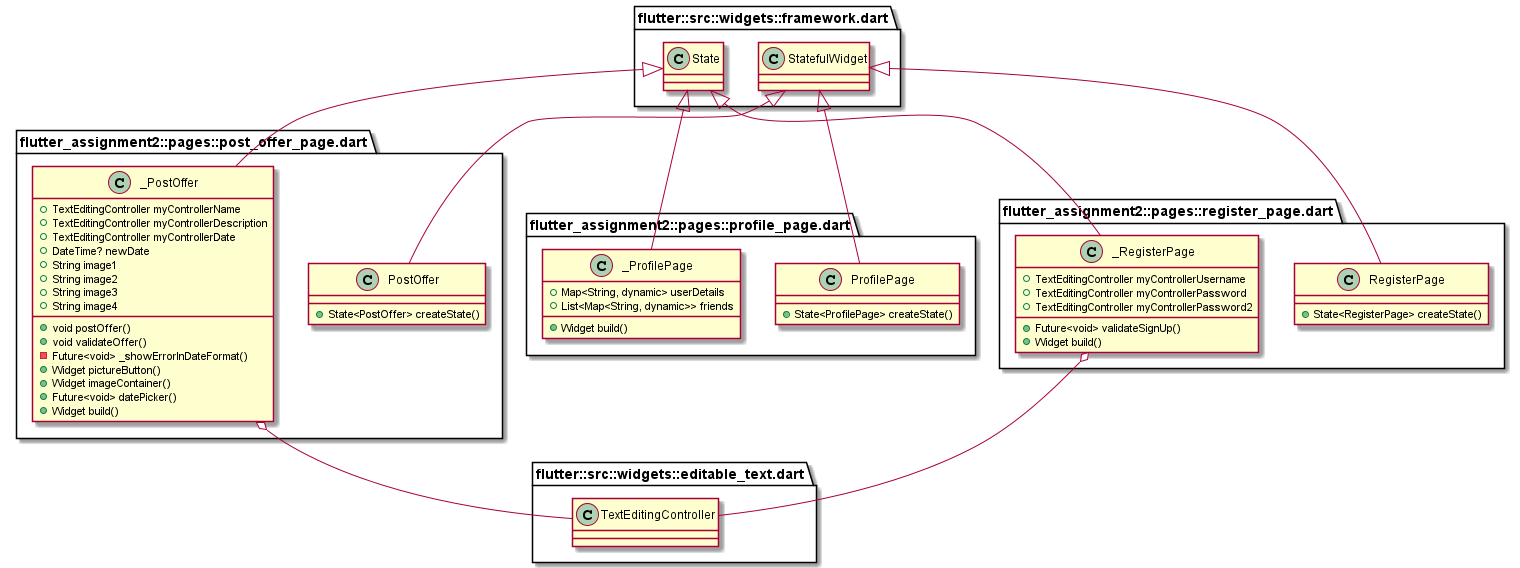 flutter::src::widgets::framework.dart
C State
C StatefulWidget
flutter_assignment2::pages::post_offer_page.dart
C _PostOffer
TextEditingController myControllerName
TextEditingController myControllerDescription
TextEditingController myControllerDate
DateTime? newDate
String image1
String image2
String image3
String image4
void postOffer()
void validateOffer()
Future<void> _showErrorInDateFormat()
Widget pictureButton()
Widget imageContainer()
Future<void> datePicker()
Widget build()
C PostOffer
State<PostOffer> createState()
flutter_assignment2::pages::profile_page.dart
C _ProfilePage
Map<String, dynamic> userDetails
List<Map<String, dynamic>> friends
Widget build()
C ProfilePage
State<ProfilePage> createState()
flutter_assignment2::pages::register_page.dart
C _RegisterPage
TextEditingController myControllerUsername
TextEditingController myControllerPassword
TextEditingController myControllerPassword2
Future<void> validateSignUp()
Widget build()
C RegisterPage
State<RegisterPage> createState()
flutter::src::widgets::editable_text.dart
C TextEditingController